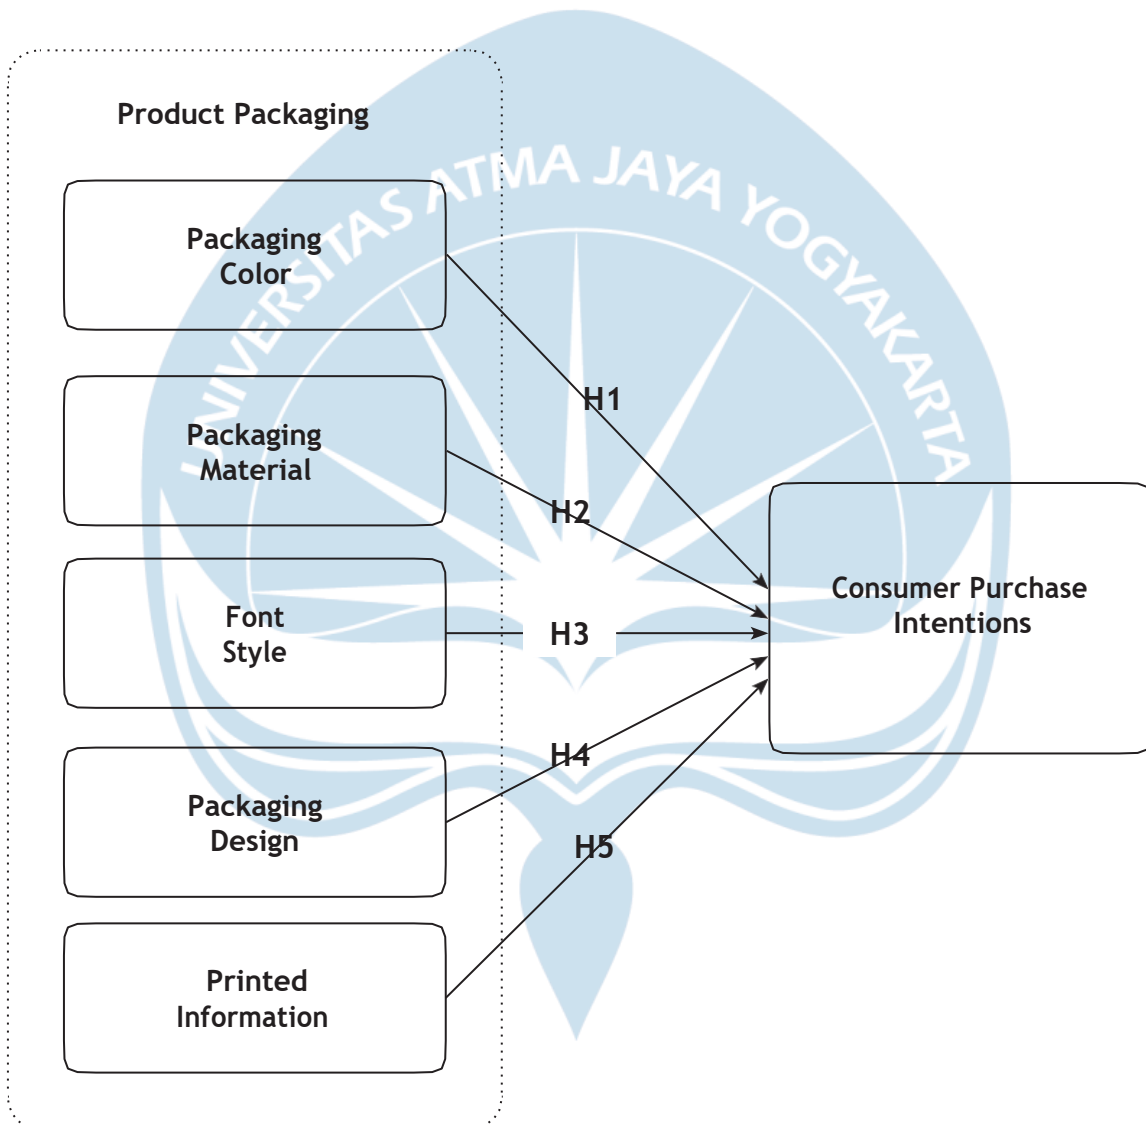 Product Packaging
UNIVERSITAS ATMA JAYA YOGYAKARTA
Packaging
Color
H1
Packaging
Material
H2
Font
Style
H3
Consumer Purchase
Intentions
Packaging
Design
H4
H5
Printed
Information